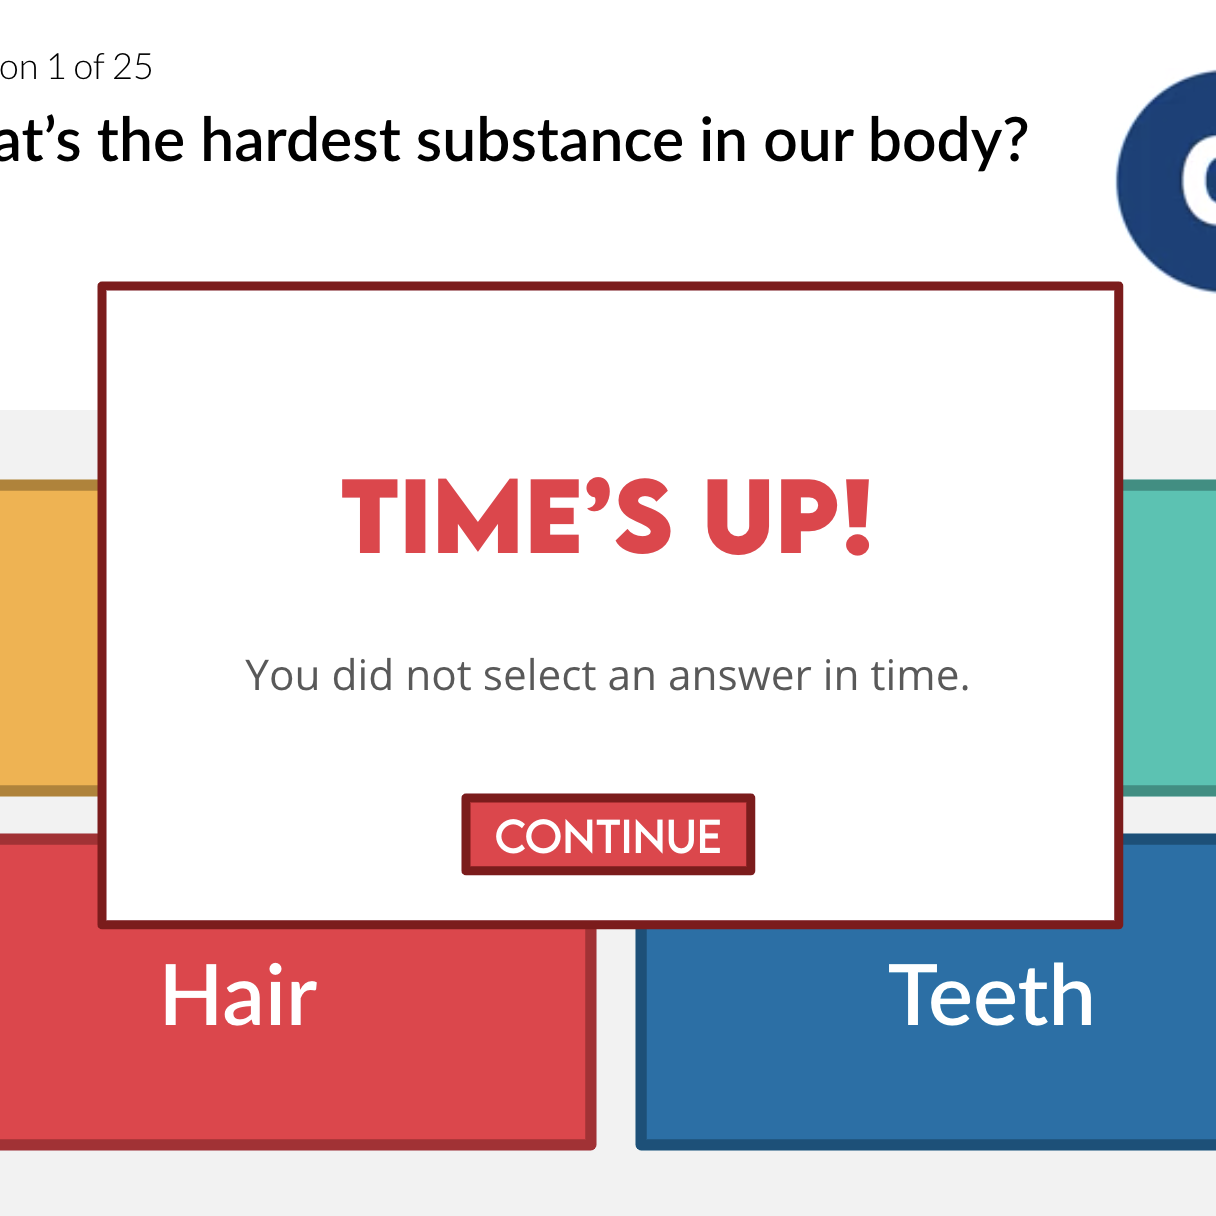 on 1 of 25
at’s the hardest substance in our body?
TIME’S UP!
You did not select an answer in time.
CONTINUE
Hair
Teeth